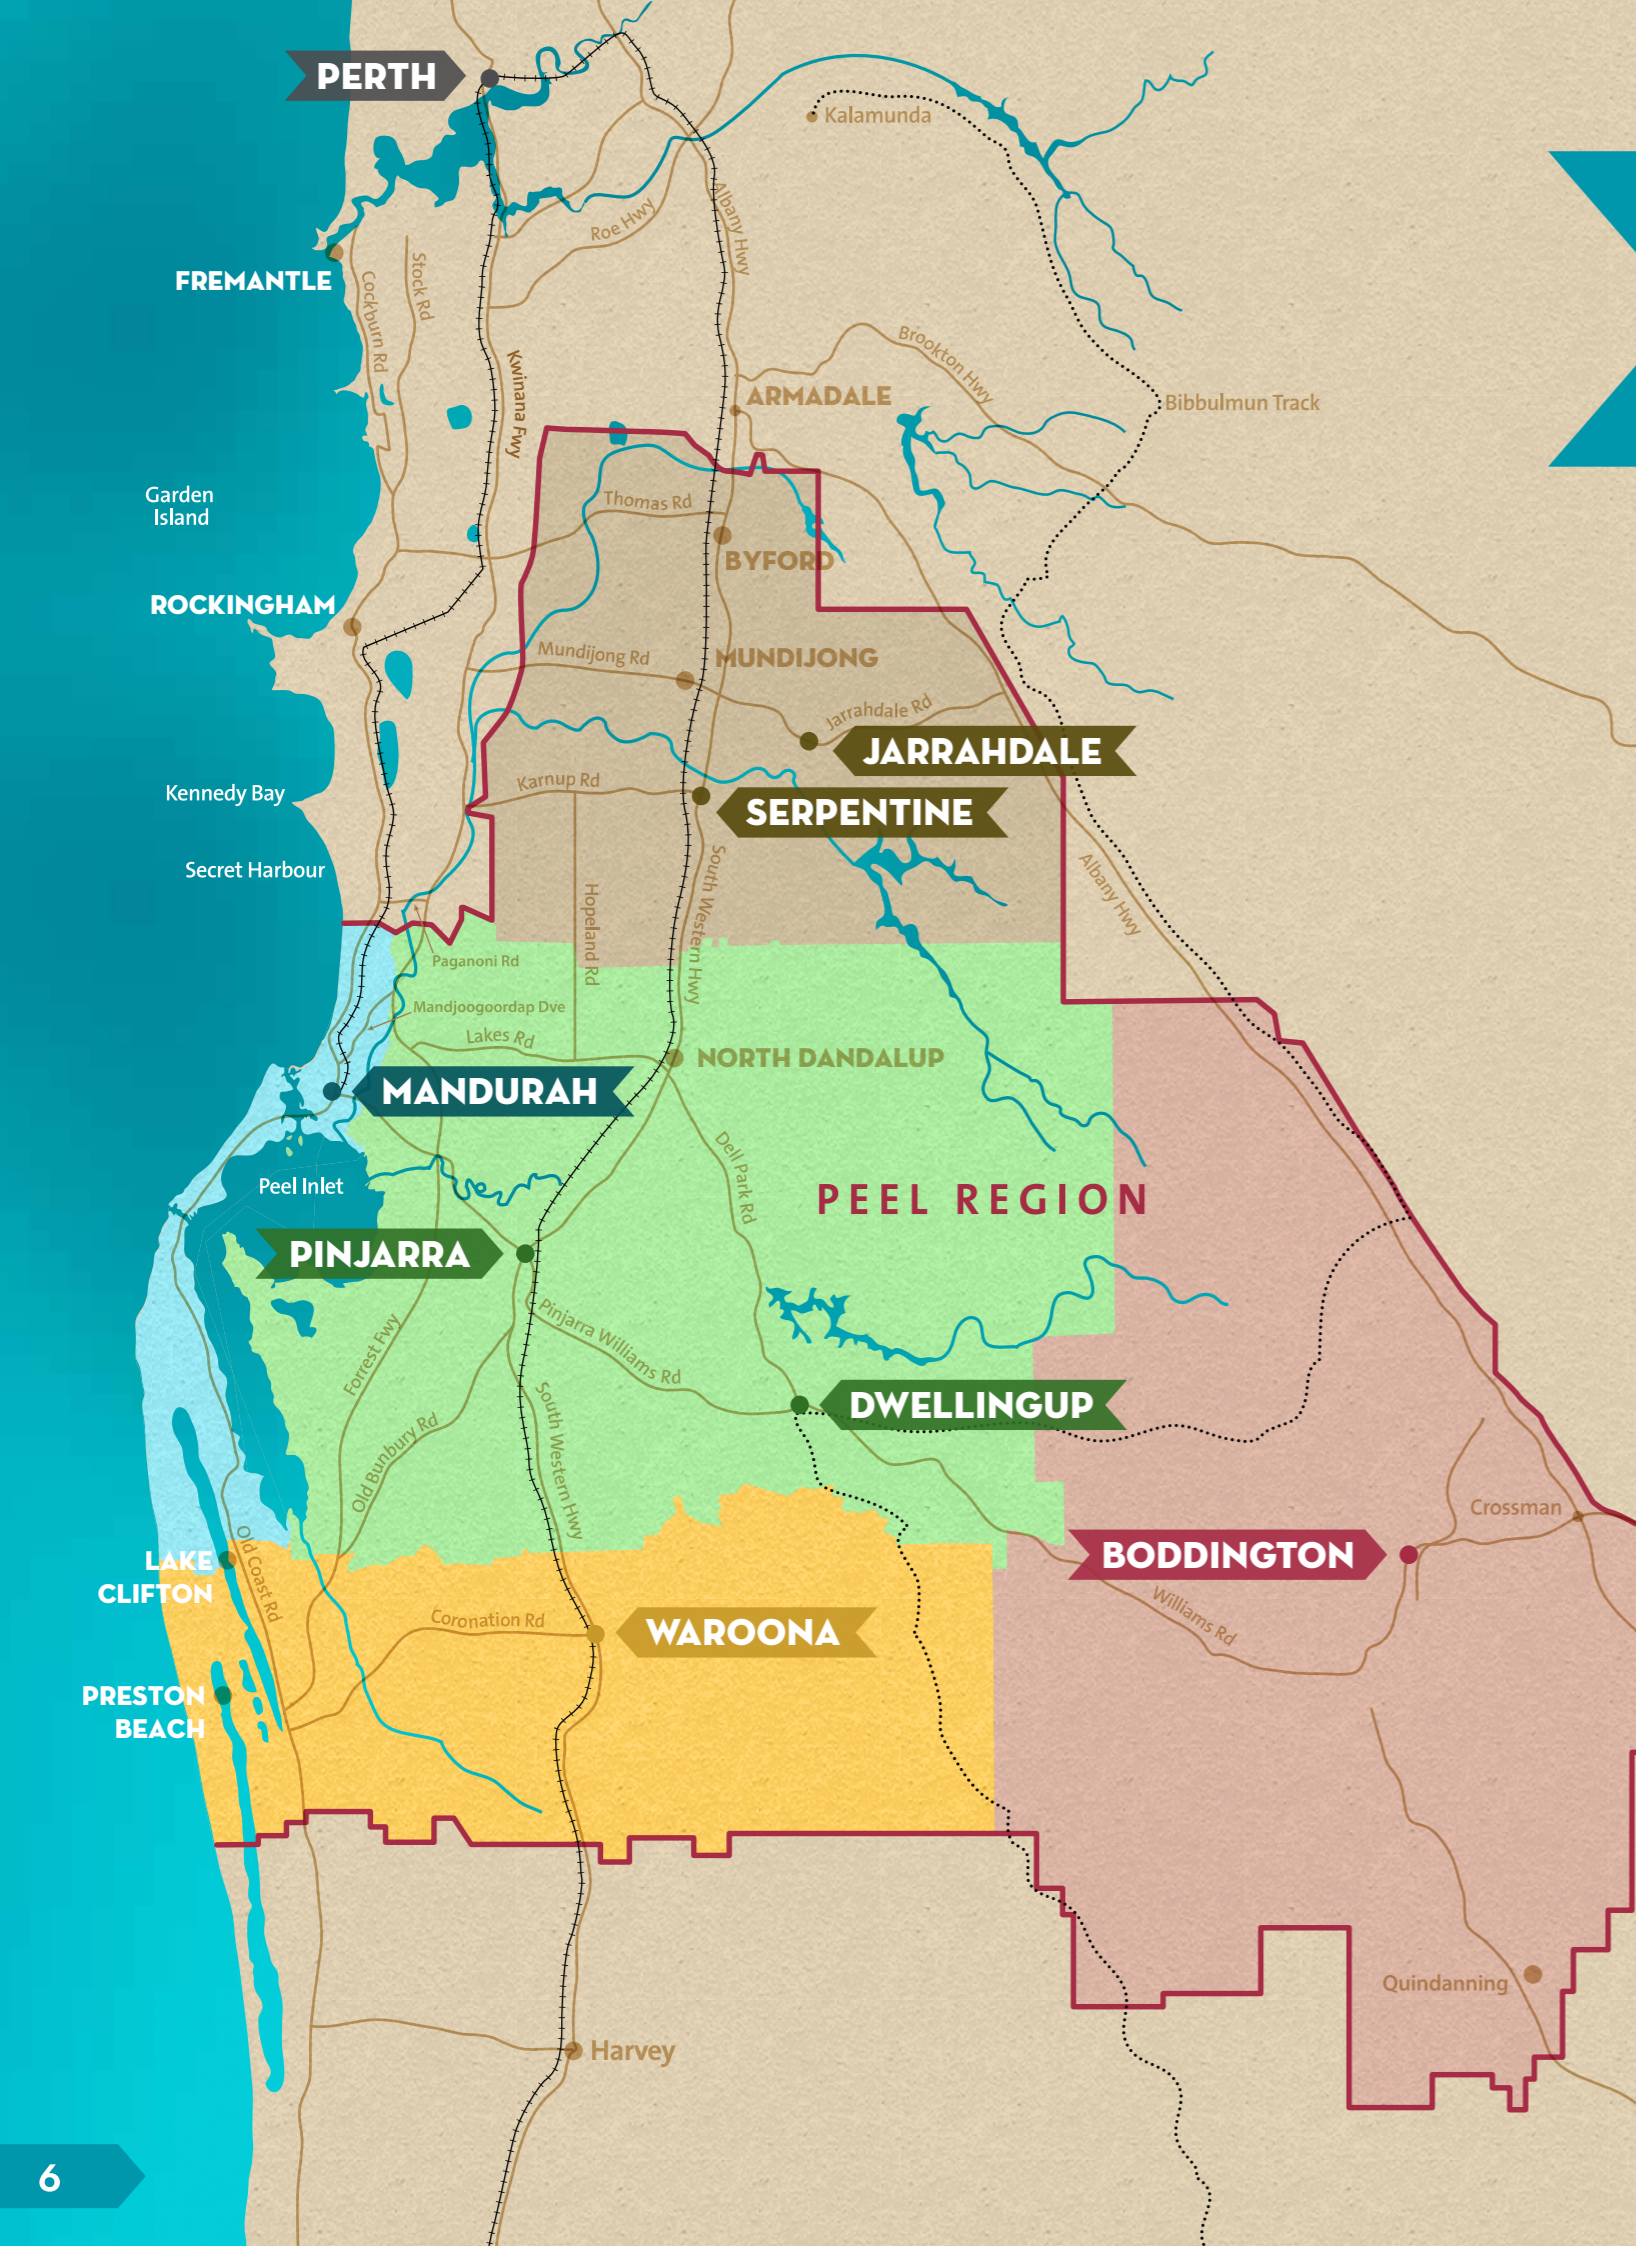 PERTH
Kalamunda
Roe Hwy
Albany Hwy
FREMANTLE
Stock Rd
Cockburn Rd
Kwinana Fwy
Brookton Hwy
ARMADALE
Bibbulmun Track
Garden
Island
Thomas Rd
BYFORD
ROCKINGHAM
Mundijong Rd
MUNDIJONG
Jarrahdale Rd
JARRAHDALE
Karnup Rd
SERPENTINE
Kennedy Bay
Secret Harbour
South Western Hwy
Albany Hwy
Hopeland Rd
Paganoni Rd
Mandjoogoordap Dve
Lakes Rd
NORTH DANDALUP
MANDURAH
Dell Park Rd
Peel Inlet
PEEL REGION
PINJARRA
Pinjarra Williams Rd
Forrest Fwy
DWELLINGUP
Old Bunbury Rd
South Western Hwy
Crossman
Old Coast Rd
LAKE
CLIFTON
BODDINGTON
Williams Rd
Coronation Rd
WAROONA
PRESTON
BEACH
Quindanning
Harvey
6